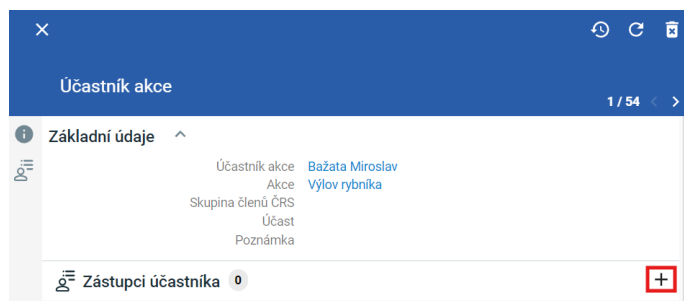 Účastník akce
1 / 54
Základní údaje
Účastník akce Bažata Miroslav
Akce Výlov rybníka
Skupina členů ČRS
Účast
Poznámka
Zástupci účastníka 0